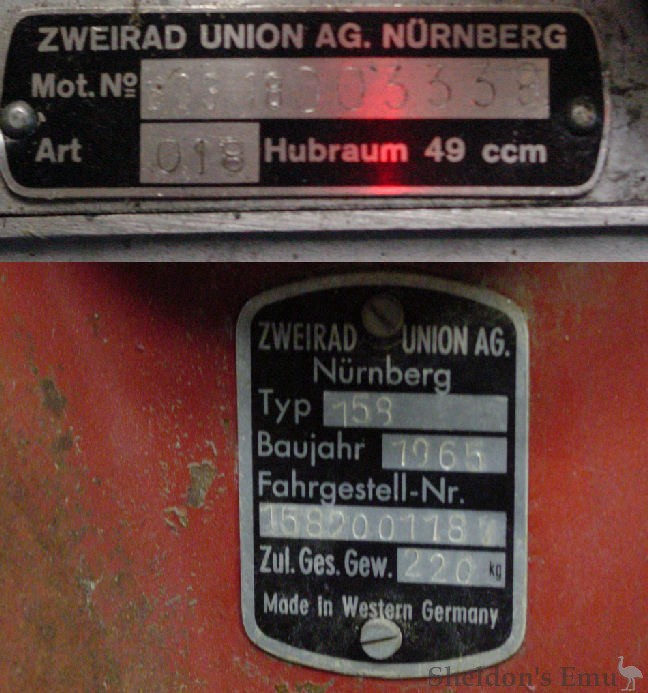 ZWEIRAD UNION AG. NÜRNBERG
Mot. Nº
Art 018 Hubraum 49 ccm
ZWEIRAD UNION AG.
Nürnberg
Typ 158
Baujahr 1965
Fahrgestell-Nr.
Zul. Ges. Gew. 220 kg
Made in Western Germany
Sheldon's Emu